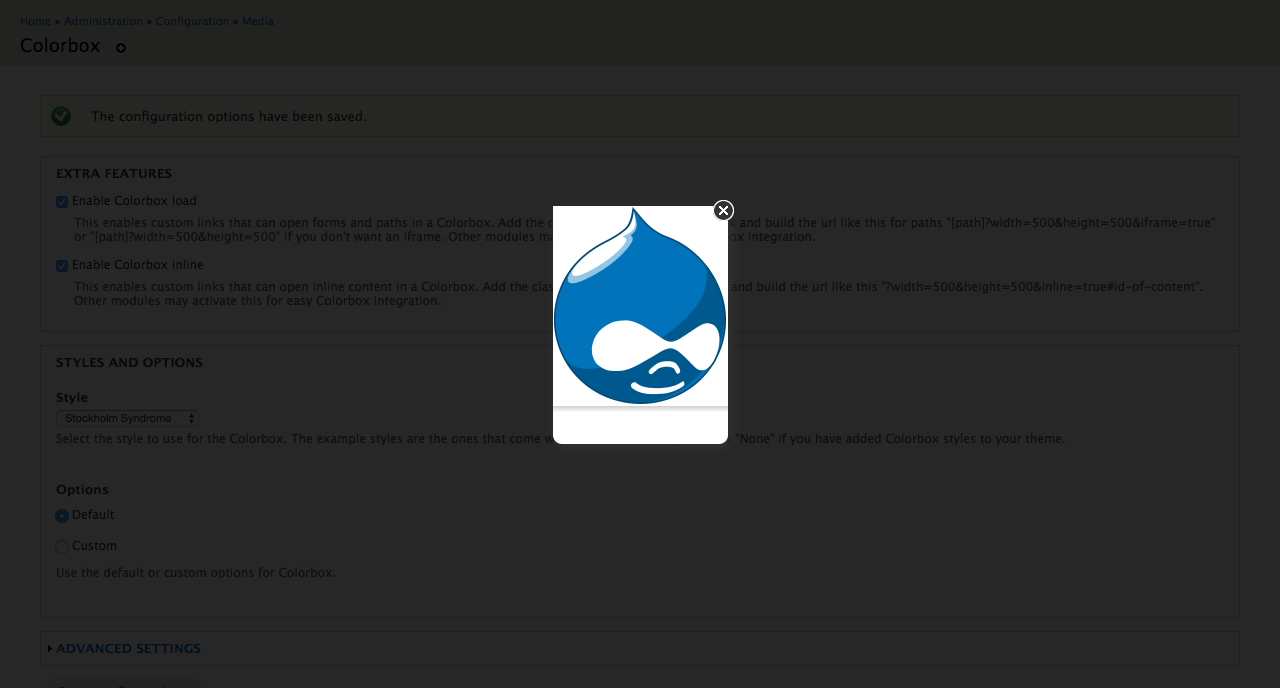 Home » Administration » Configuration » Media
Colorbox
The configuration options have been saved.
EXTRA FEATURES
Enable Colorbox load
This enables custom links that can open forms and paths in a Colorbox. Add the and build the url like this for paths "[path]?width=500&height=500&iframe=true"
or "[path]?width=500&height=500" if you don't want an iframe. Other modules integration.
Enable Colorbox inline
This enables custom links that can open inline content in a Colorbox. Add the and build the url like this "?width=500&height=500&inline=true#id-of-content".
Other modules may activate this for easy Colorbox integration.
STYLES AND OPTIONS
Style
Stockholm Syndrome
Select the style to use for the Colorbox. The example styles are the ones that come "None" if you have added Colorbox styles to your theme.
Options
Default
Custom
Use the default or custom options for Colorbox.
ADVANCED SETTINGS